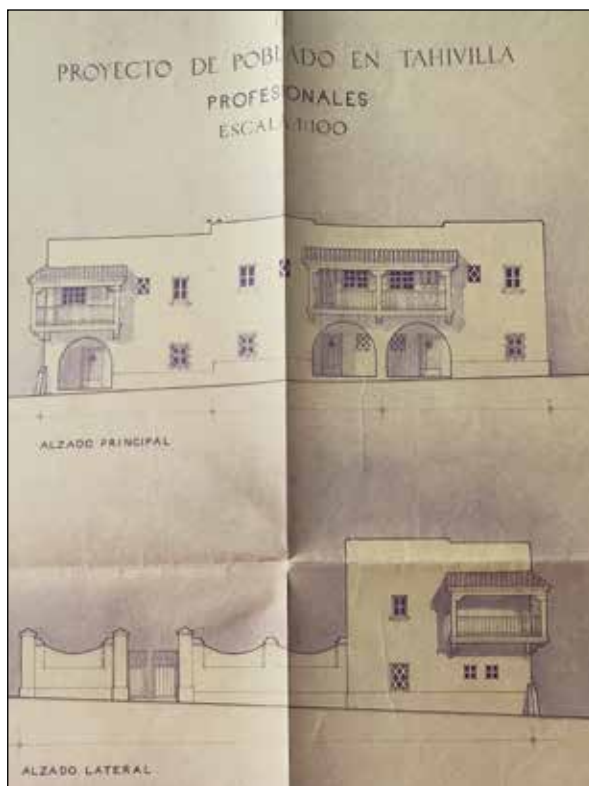 PROYECTO DE POBLADO EN TAHIVILLA
PROFESIONALES
ESCALA 1:100
ALZADO PRINCIPAL
ALZADO LATERAL